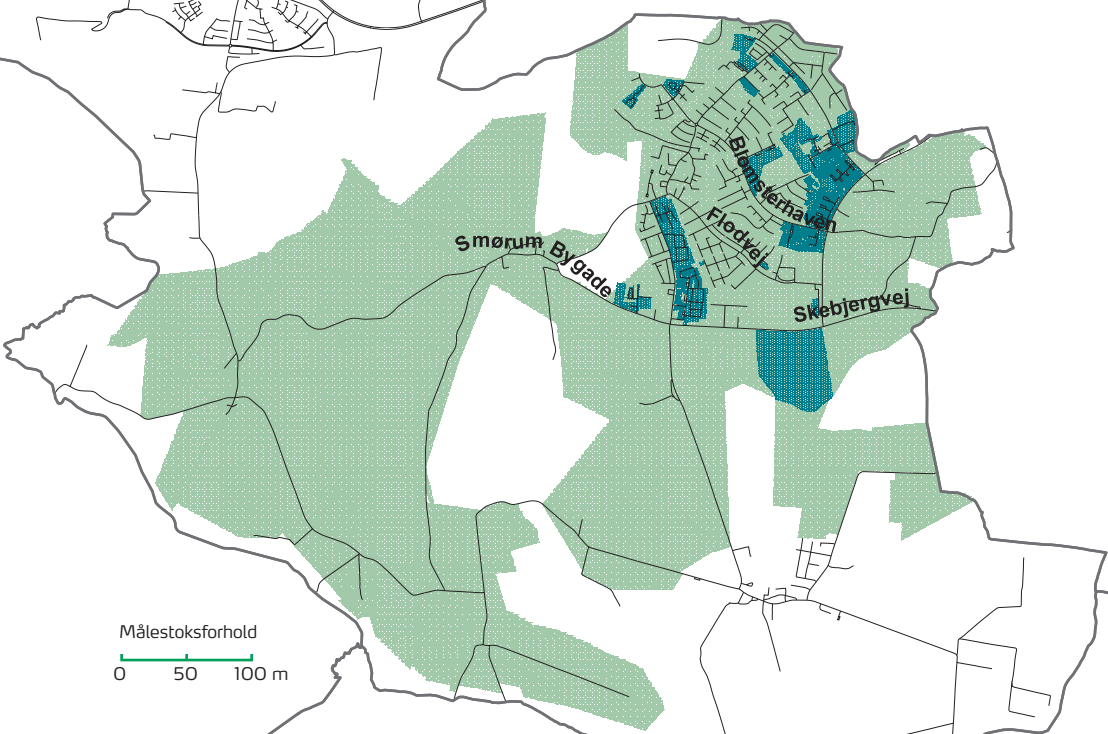 Blomsterhaven
Flodvej
Smørum Bygade
Skebjergvej
Målestoksforhold
0 50 100 m